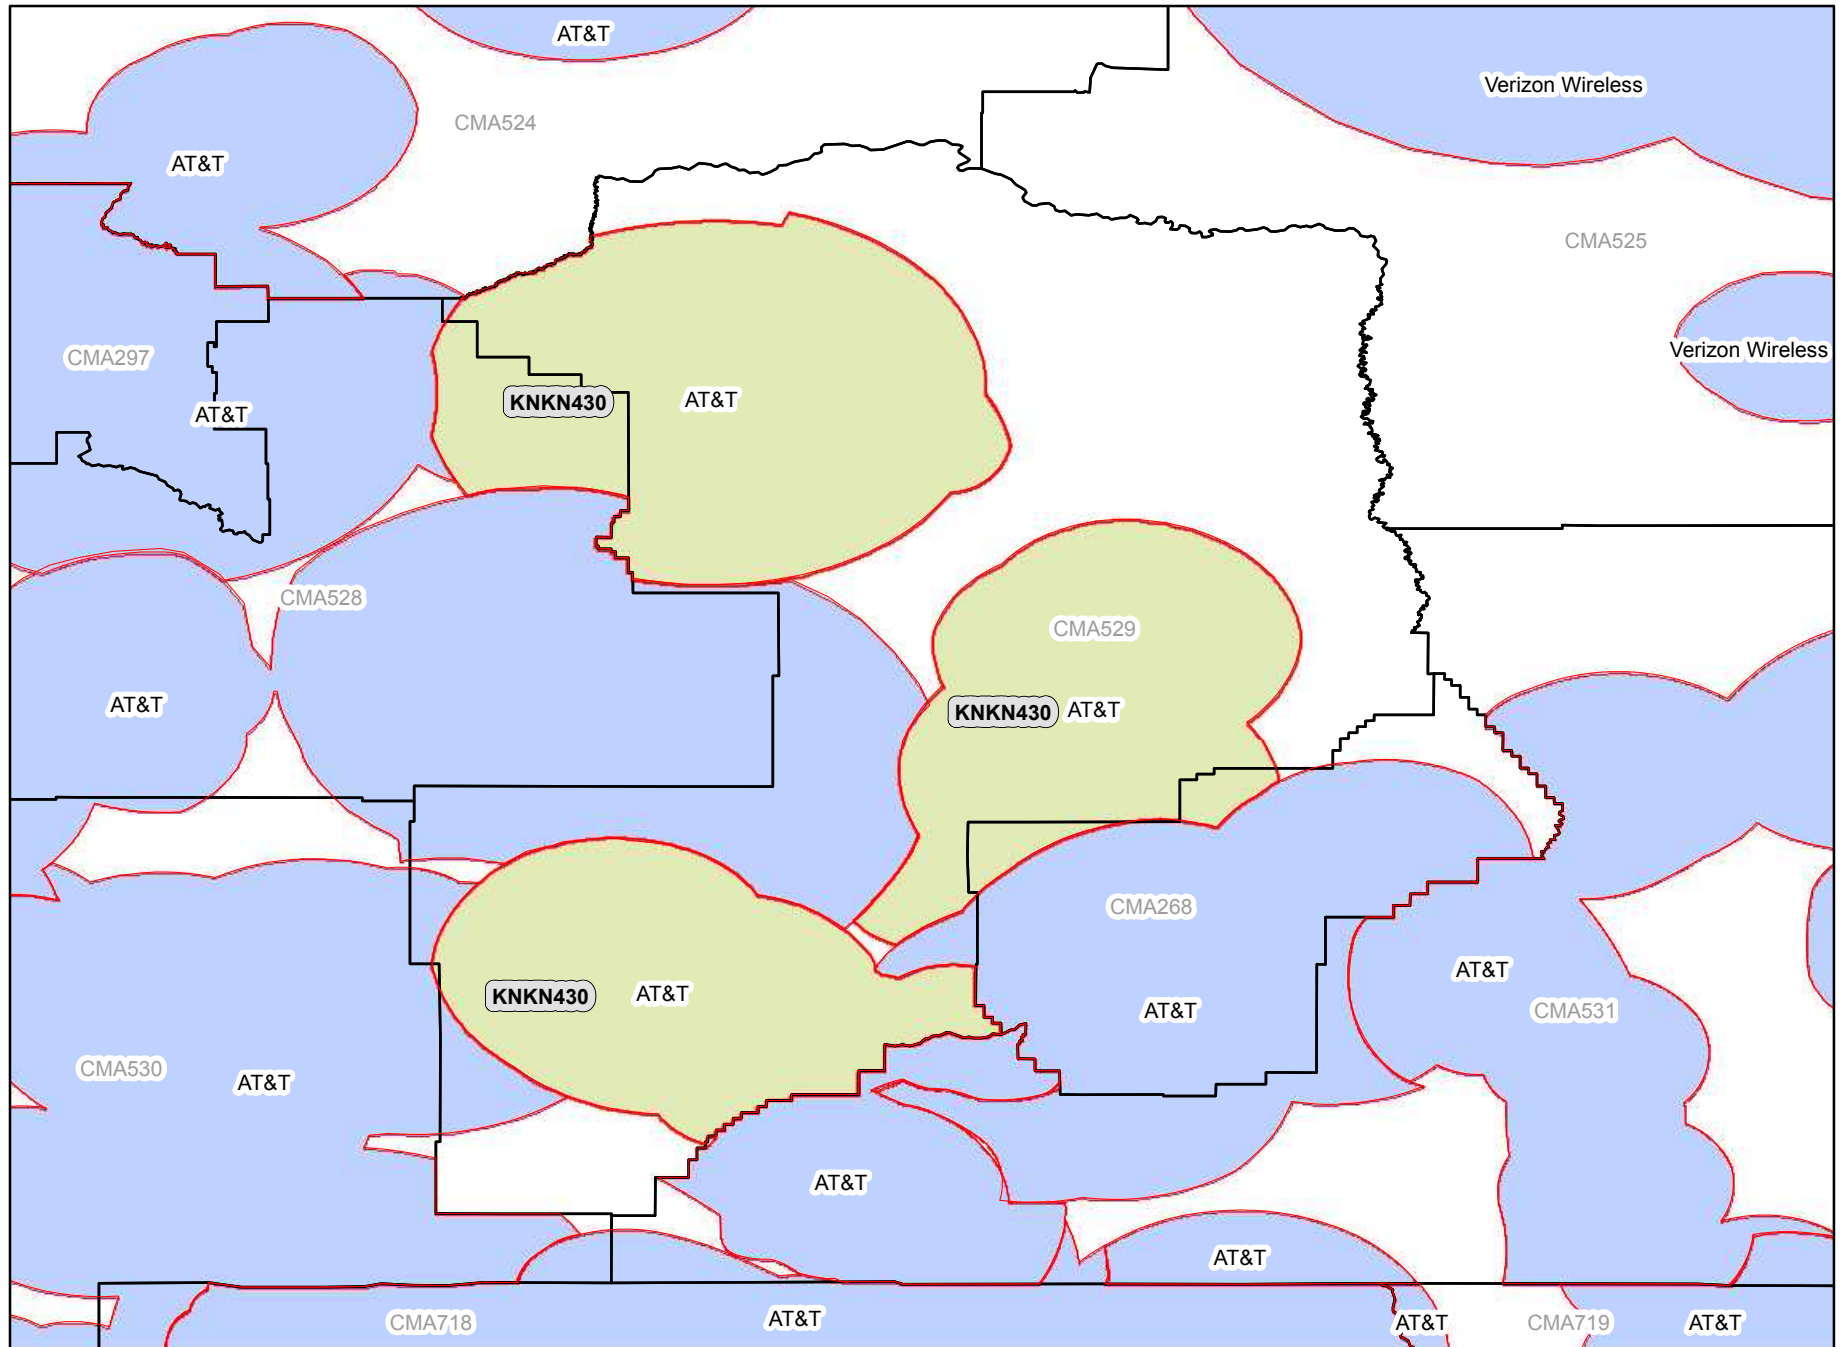 AT&T
Verizon Wireless
CMA524
AT&T
CMA525
Verizon Wireless
CMA297
AT&T
KNKN430
AT&T
CMA528
CMA529
AT&T
KNKN430
AT&T
CMA268
AT&T
KNKN430
AT&T
AT&T
CMA531
CMA530
AT&T
AT&T
AT&T
CMA718
AT&T
AT&T
CMA719
AT&T